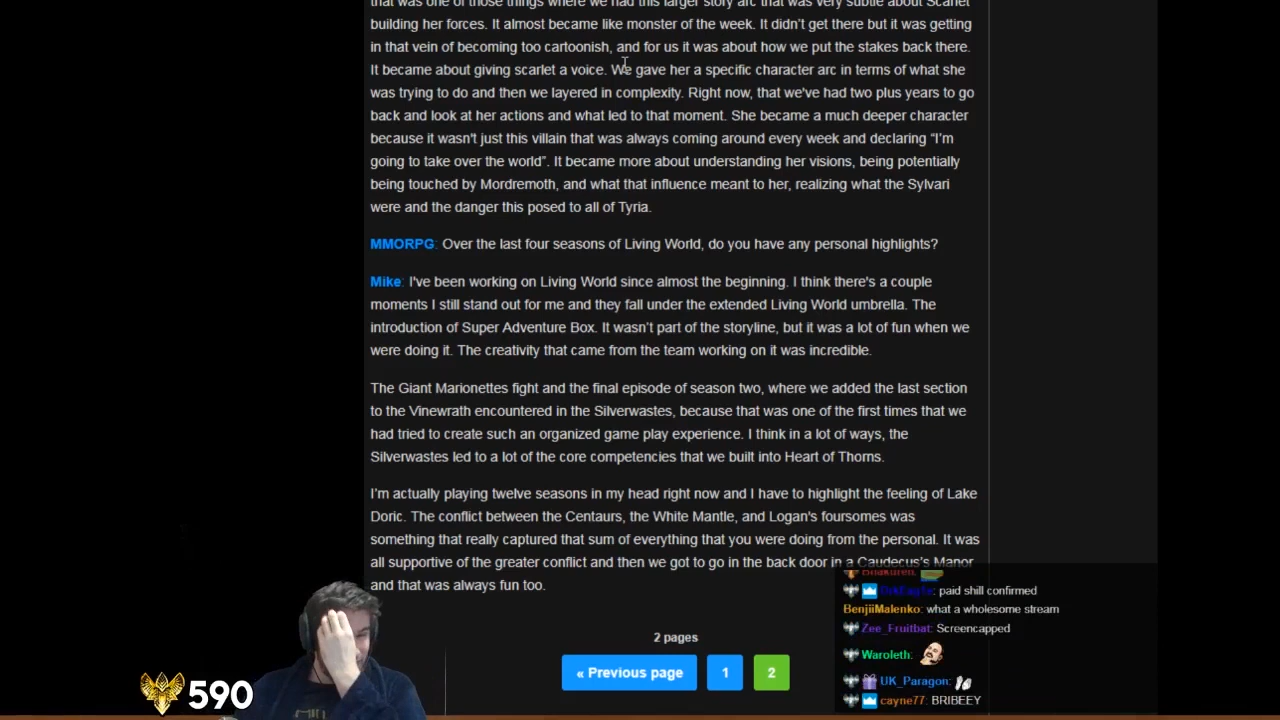 that was one of those things where we had this larger story arc that was very subtle about Scarlet
building her forces. It almost became like monster of the week. It didn't get there but it was getting
in that vein of becoming too cartoonish, and for us it was about how we put the stakes back there.
It became about giving scarlet a voice. We gave her a specific character arc in terms of what she
was trying to do and then we layered in complexity. Right now, that we've had two plus years to go
back and look at her actions and what led to that moment. She became a much deeper character
because it wasn't just this villain that was always coming around every week and declaring “I'm
going to take over the world”. It became more about understanding her visions, being potentially
being touched by Mordremoth, and what that influence meant to her, realizing what the Sylvari
were and the danger this posed to all of Tyria.
MMORPG: Over the last four seasons of Living World, do you have any personal highlights?
Mike: I've been working on Living World since almost the beginning. I think there's a couple
moments I still stand out for me and they fall under the extended Living World umbrella. The
introduction of Super Adventure Box. It wasn't part of the storyline, but it was a lot of fun when we
were doing it. The creativity that came from the team working on it was incredible.
The Giant Marionettes fight and the final episode of season two, where we added the last section
to the Vinewrath encountered in the Silverwastes, because that was one of the first times that we
had tried to create such an organized game play experience. I think in a lot of ways, the
Silverwastes led to a lot of the core competencies that we built into Heart of Thorns.
I'm actually playing twelve seasons in my head right now and I have to highlight the feeling of Lake
Doric. The conflict between the Centaurs, the White Mantle, and Logan's foursomes was
something that really captured that sum of everything that you were doing from the personal. It was
all supportive of the greater conflict and then we got to go in the back door in a Caudecus's Manor
and that was always fun too.
: paid shill confirmed
BenjiiMalenko: what a wholesome stream
Zee_Fruitbat: Screencapped
Waroleth:
UK_Paragon:
cayne77: BRIBEEY
2 pages
« Previous page 1 2
590